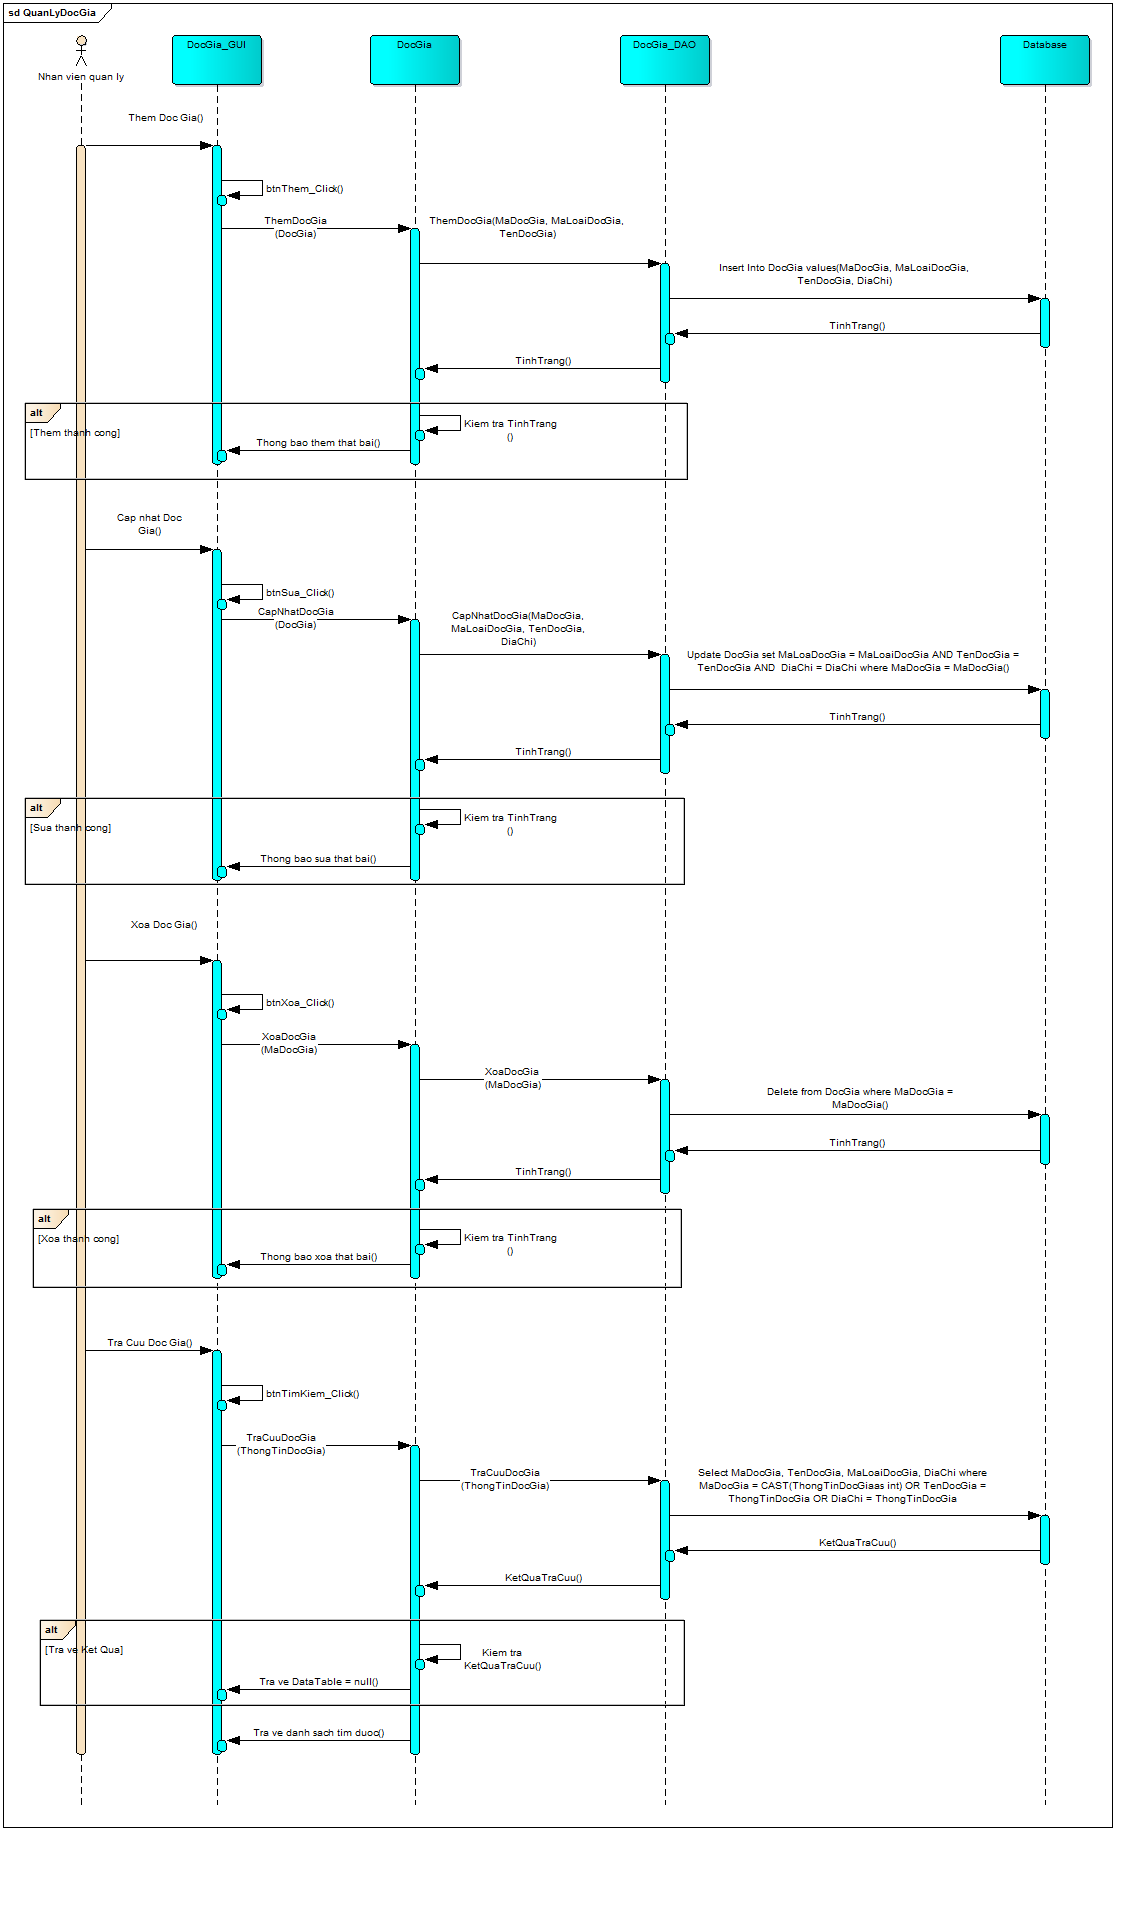 sd QuanLyDocGia
Nhan vien quan ly
DocGia_GUI
DocGia
DocGia_DAO
Database
Them Doc Gia()
btnThem_Click()
ThemDocGia
(DocGia)
ThemDocGia(MaDocGia, MaLoaiDocGia,
TenDocGia)
Insert Into DocGia values(MaDocGia, MaLoaiDocGia,
TenDocGia, DiaChi)
TinhTrang()
TinhTrang()
alt
[Them thanh cong]
Kiem tra TinhTrang
()
Thong bao them that bai()
Cap nhat Doc
Gia()
btnSua_Click()
CapNhatDocGia
(DocGia)
CapNhatDocGia(MaDocGia,
MaLoaiDocGia, TenDocGia,
DiaChi)
Update DocGia set MaLoaDocGia = MaLoaiDocGia AND TenDocGia =
TenDocGia AND  DiaChi = DiaChi where MaDocGia = MaDocGia()
TinhTrang()
TinhTrang()
alt
[Sua thanh cong]
Kiem tra TinhTrang
()
Thong bao sua that bai()
Xoa Doc Gia()
btnXoa_Click()
XoaDocGia
(MaDocGia)
XoaDocGia
(MaDocGia)
Delete from DocGia where MaDocGia =
MaDocGia()
TinhTrang()
TinhTrang()
alt
[Xoa thanh cong]
Kiem tra TinhTrang
()
Thong bao xoa that bai()
Tra Cuu Doc Gia()
btnTimKiem_Click()
TraCuuDocGia
(ThongTinDocGia)
TraCuuDocGia
(ThongTinDocGia)
Select MaDocGia, TenDocGia, MaLoaiDocGia, DiaChi where
MaDocGia = CAST(ThongTinDocGiaas int) OR TenDocGia =
ThongTinDocGia OR DiaChi = ThongTinDocGia
KetQuaTraCuu()
KetQuaTraCuu()
alt
[Tra ve Ket Qua]
Kiem tra
KetQuaTraCuu()
Tra ve DataTable = null()
Tra ve danh sach tim duoc()